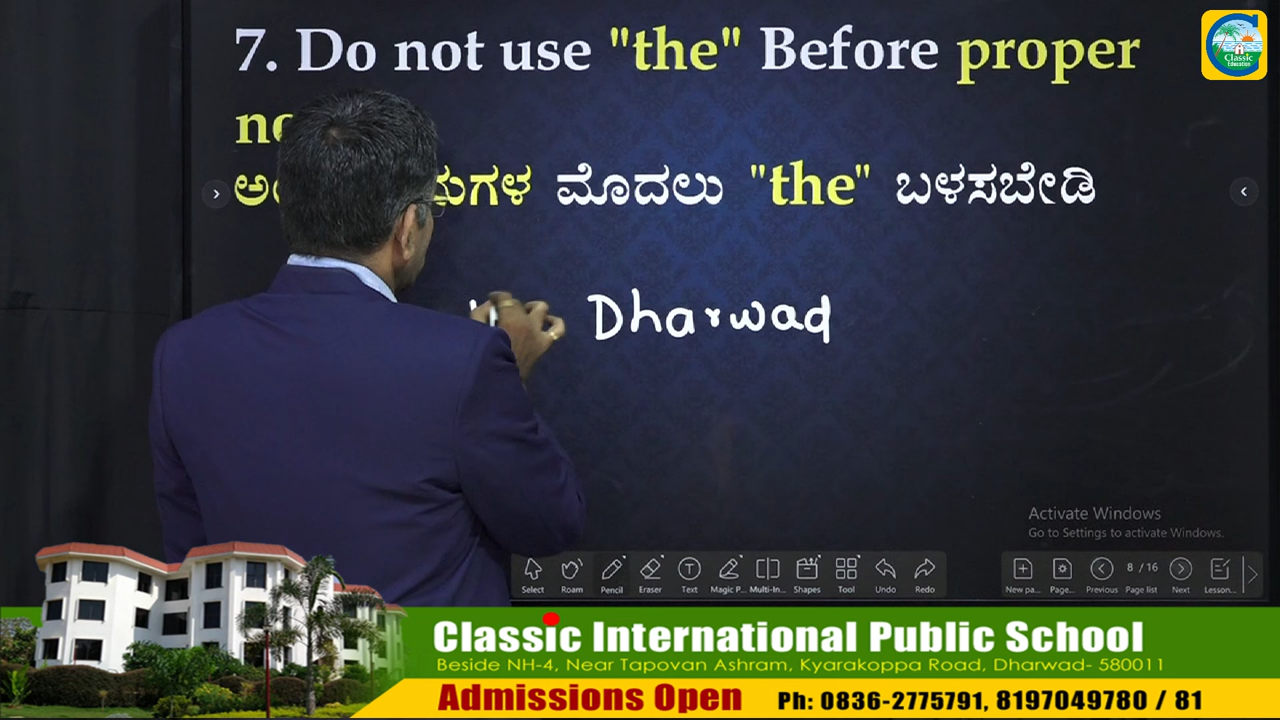 7. Do not use "the" Before proper
ಮೊದಲು "the" ಬಳಸಬೇಡಿ
Dharwad
Classic
Education
Activate Windows
Go to Settings to activate Windows.
Select Roam Pencil Eraser Text Magic P... Multi-In... Shapes Tool Undo Redo
New pa... Page... Previous 8 / 16 Page list Next Lesson...
Classic International Public School
Beside NH-4, Near Tapovan Ashram, Kyarakoppa Road, Dharwad- 580011
Admissions Open Ph: 0836-2775791, 8197049780 / 81